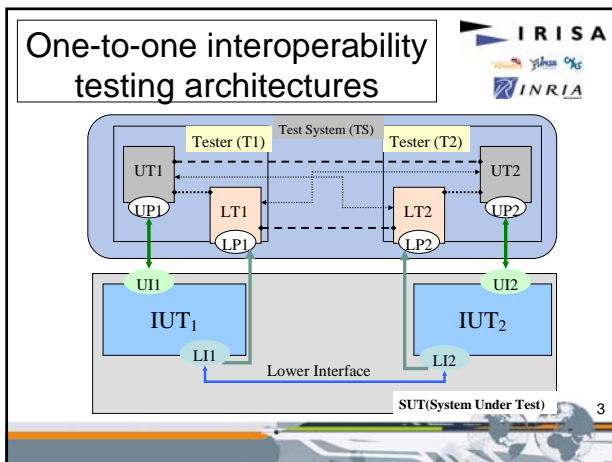 One-to-one interoperability
testing architectures
IRISA
INRIA
Test System (TS)
Tester (T1)
Tester (T2)
UT1
UT2
UP1
LT1
LT2
UP2
LP1
LP2
UI1
UI2
IUT1
IUT2
LI1
LI2
Lower Interface
SUT(System Under Test)
3